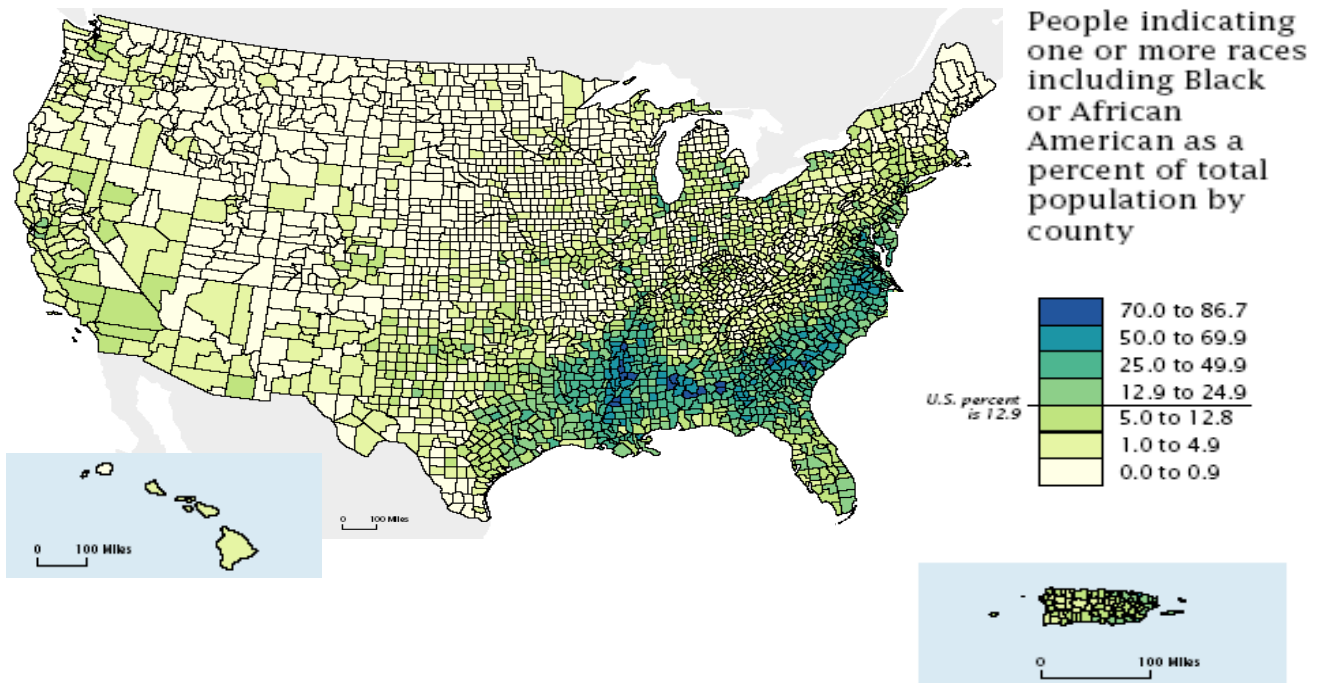 People indicating
one or more races
including Black
or African
American as a
percent of total
population by
county
70.0 to 86.7
50.0 to 69.9
25.0 to 49.9
12.9 to 24.9
U.S. percent
is 12.9
5.0 to 12.8
1.0 to 4.9
0.0 to 0.9
0 100 Miles
0 100 Miles
0 100 Miles